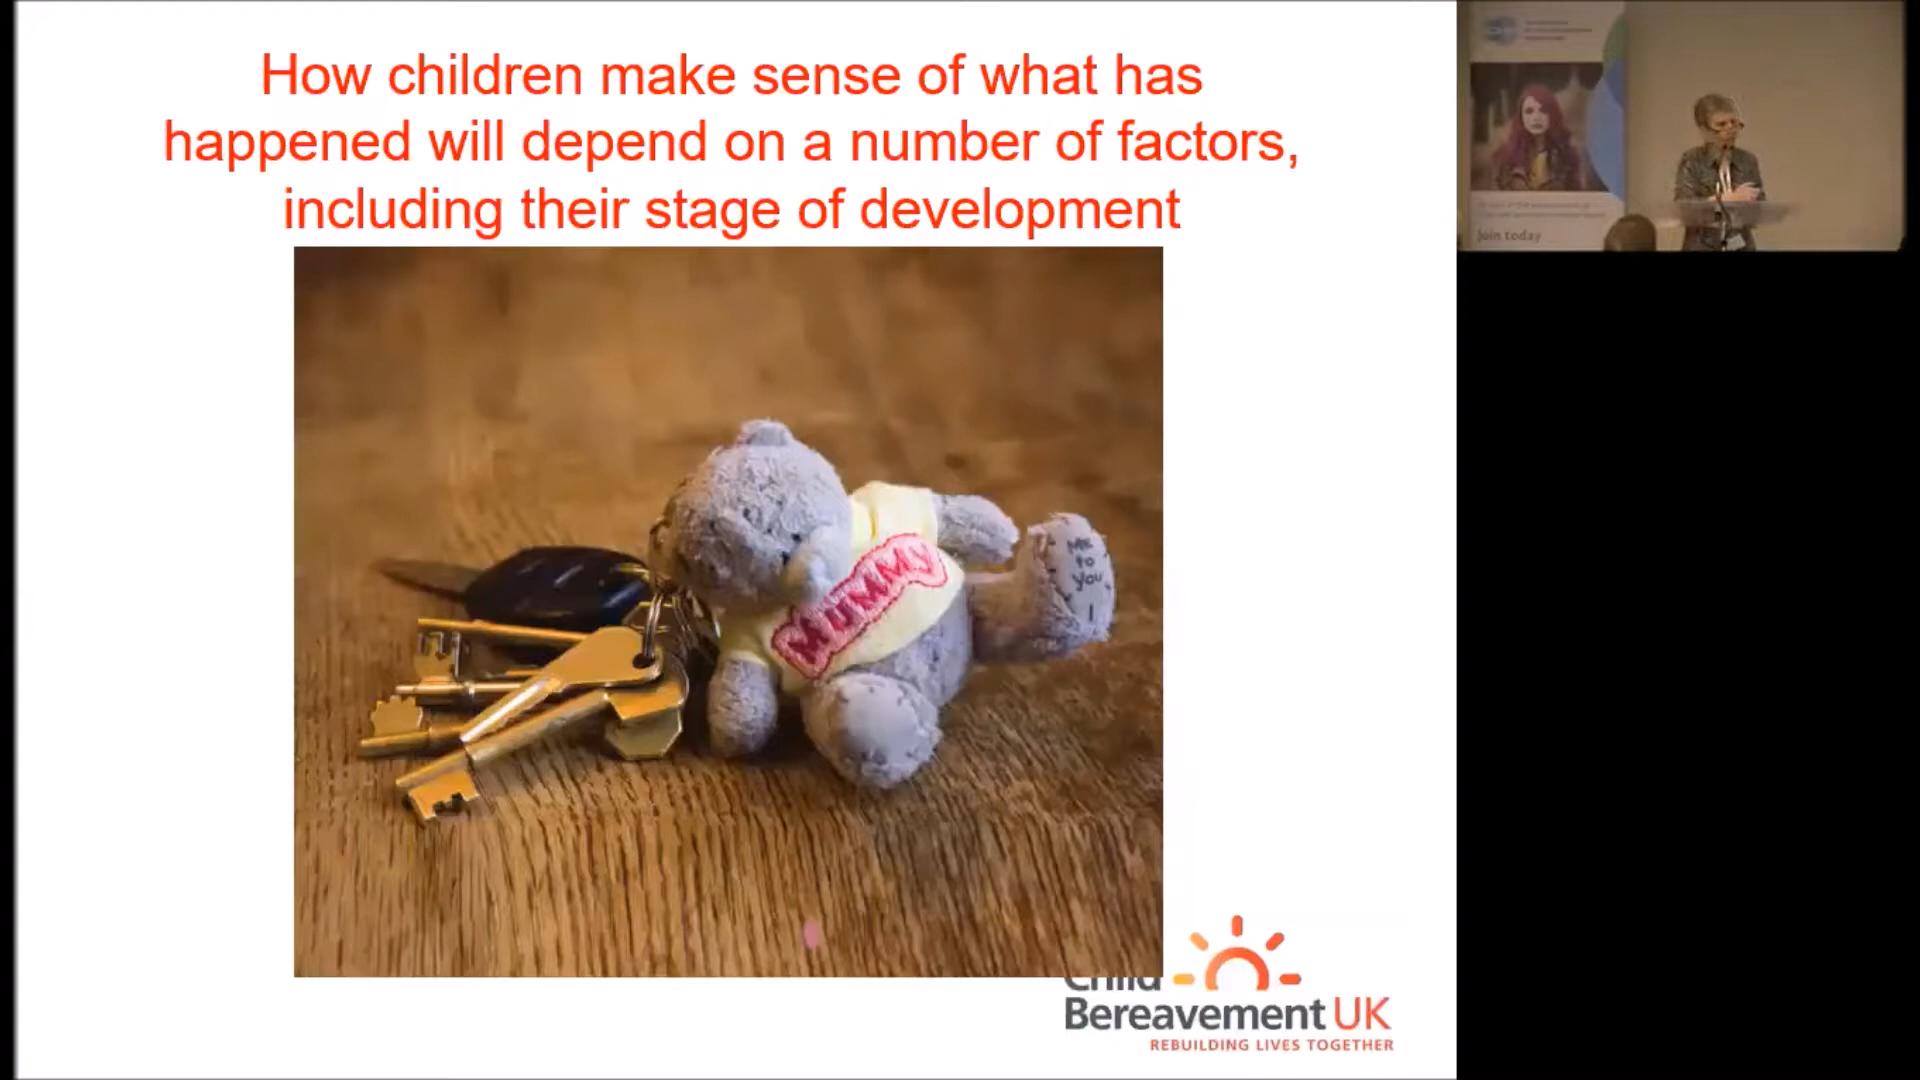 How children make sense of what has
happened will depend on a number of factors,
including their stage of development
MUMMY
Me
to
You
Child
Bereavement UK
REBUILDING LIVES TOGETHER
Join today